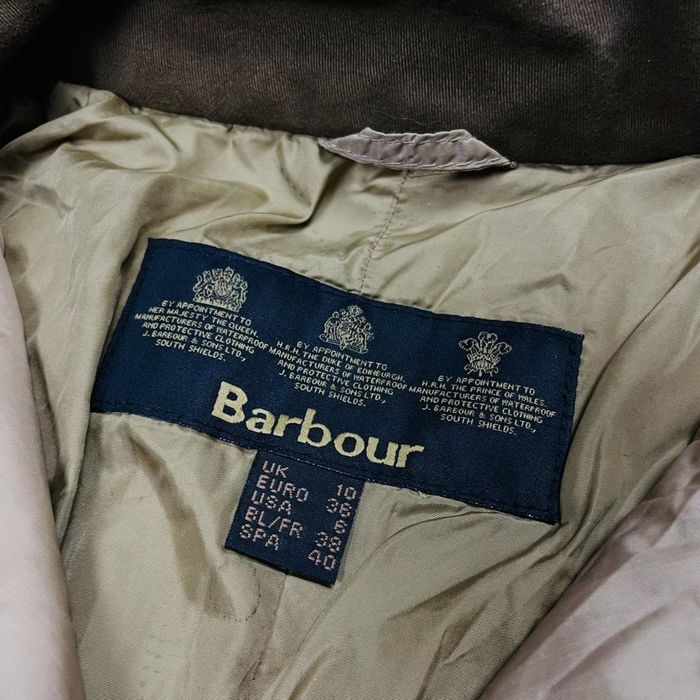 BY APPOINTMENT TO
HER MAJESTY THE QUEEN,
MANUFACTURERS OF WATERPROOF
AND PROTECTIVE CLOTHING
J. BARBOUR & SONS LTD.,
SOUTH SHIELDS.
BY APPOINTMENT TO
H.R.H. THE DUKE OF EDINBURGH,
MANUFACTURERS OF WATERPROOF
AND PROTECTIVE CLOTHING
J. BARBOUR & SONS LTD.,
SOUTH SHIELDS.
BY APPOINTMENT TO
H.R.H. THE PRINCE OF WALES
MANUFACTURERS OF WATERPROOF
AND PROTECTIVE CLOTHING
J. BARBOUR & SONS LTD.,
SOUTH SHIELDS.
Barbour
UK 10
EURO 36
USA 6
BL/FR 38
SPA 40